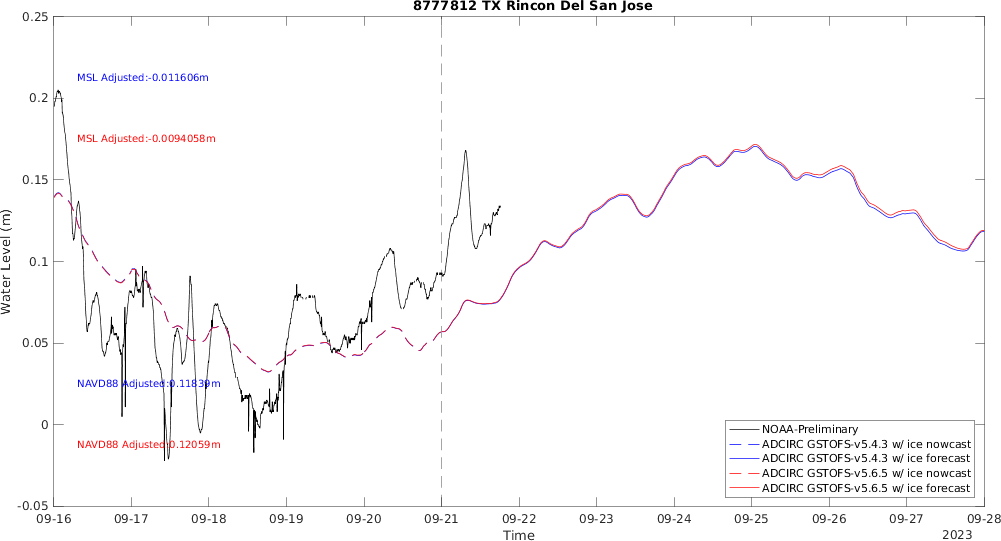 8777812 TX Rincon Del San Jose
0.25
0.2
0.15
0.1
0.05
0
-0.05
Water Level (m)
MSL Adjusted:-0.011606m
MSL Adjusted:-0.0094058m
NAVD88 Adjusted:0.11839m
NAVD88 Adjusted:0.12059m
NOAA-Preliminary
ADCIRC GSTOFS-v5.4.3 w/ ice nowcast
ADCIRC GSTOFS-v5.4.3 w/ ice forecast
ADCIRC GSTOFS-v5.6.5 w/ ice nowcast
ADCIRC GSTOFS-v5.6.5 w/ ice forecast
09-16 09-17 09-18 09-19 09-20 09-21 09-22 09-23 09-24 09-25 09-26 09-27 09-28
Time
2023